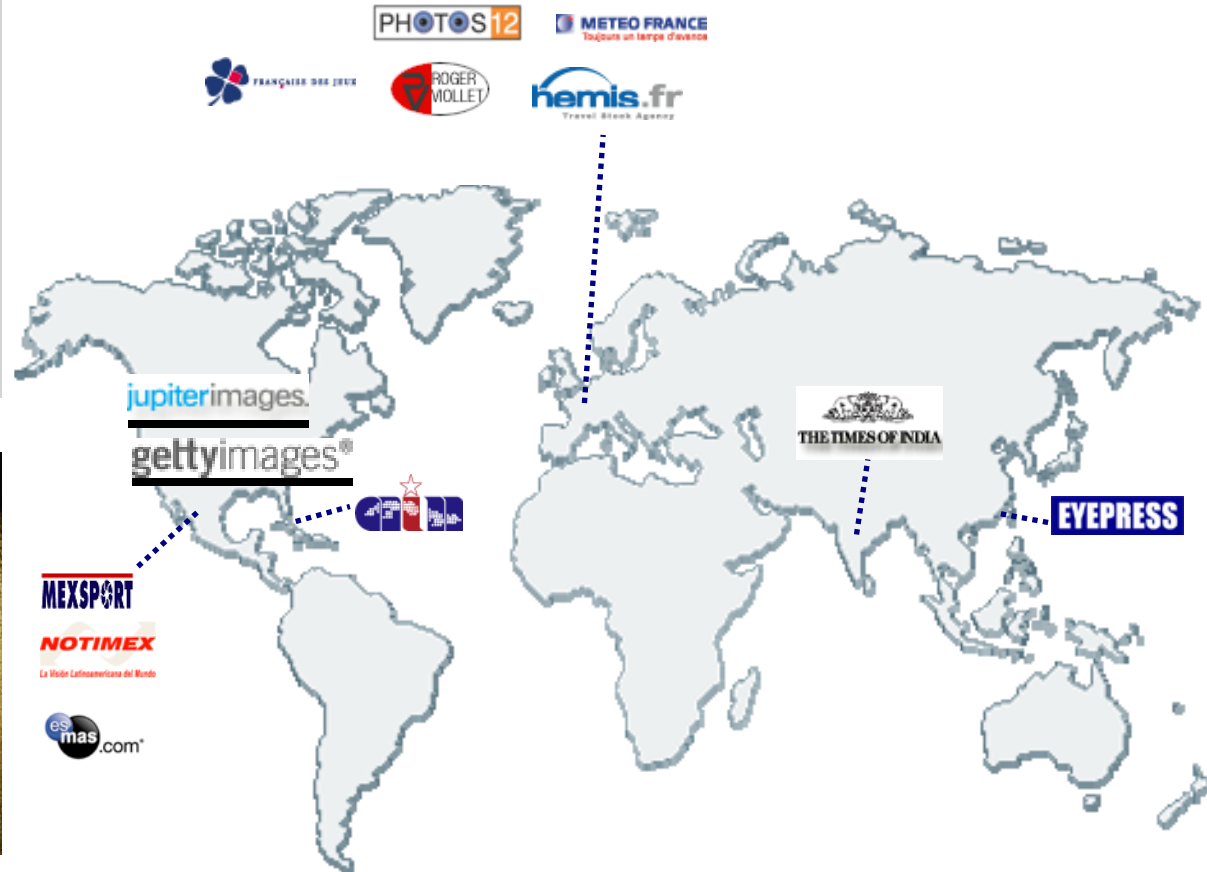 PHOTOS12
METEO FRANCE
Toujours un temps d'avance
FRANÇAISE DES JEUX
ROGER
VIOLLET
hemis.fr
Travel Stock Agency
jupiterimages.
gettyimages®
THE TIMES OF INDIA
EYEPRESS
MEXSPORT
NOTIMEX
La Visión Latinoamericana del Mundo
es
mas.com